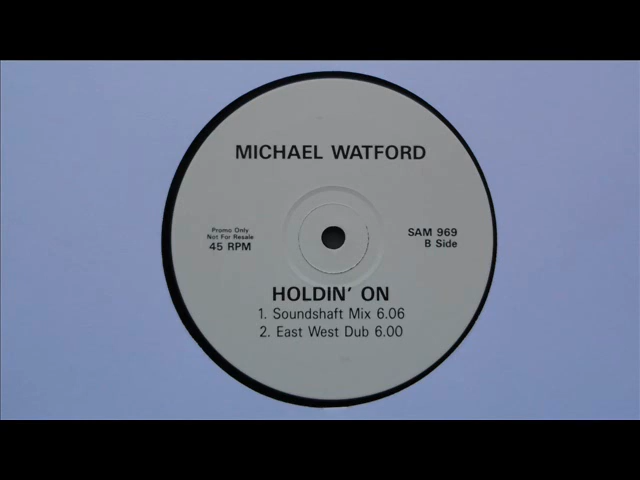 MICHAEL WATFORD
Promo Only
Not For Resale
45 RPM
SAM 969
B Side
HOLDIN' ON
1. Soundshaft Mix 6.06
2. East West Dub 6.00